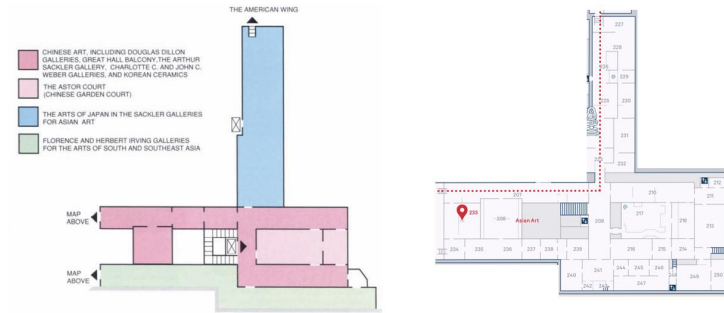 THE AMERICAN WING
CHINESE ART, INCLUDING DOUGLAS DILLON
GALLERIES, GREAT HALL BALCONY,THE ARTHUR
SACKLER GALLERY, CHARLOTTE C. AND JOHN C.
WEBER GALLERIES, AND KOREAN CERAMICS
THE ASTOR COURT
(CHINESE GARDEN COURT)
THE ARTS OF JAPAN IN THE SACKLER GALLERIES
FOR ASIAN ART
FLORENCE AND HERBERT IRVING GALLERIES
FOR THE ARTS OF SOUTH AND SOUTHEAST ASIA
MAP
ABOVE
MAP
ABOVE
227
228
229
230
231
232
207
210
212
211
233
208
Asian Art
209
217
218
213
234
235
236
237
238
239
216
215
214
240
241
244
245
246
247
249
250
242
243